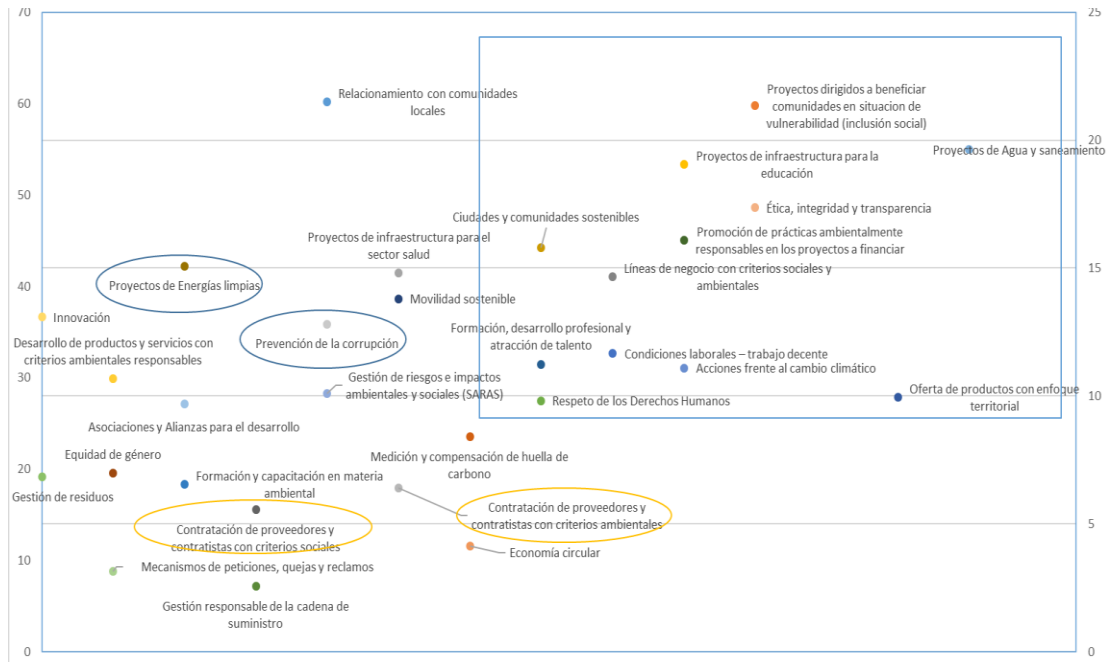 70
25
60
50
40
30
20
10
0
20
15
10
5
0
Relacionamiento con comunidades
locales
Proyectos dirigidos a beneficiar
comunidades en situacion de
vulnerabilidad (inclusión social)
Proyectos de Agua y saneamiento
Proyectos de infraestructura para la
educación
Ética, integridad y transparencia
Ciudades y comunidades sostenibles
Promoción de prácticas ambientalmente
responsables en los proyectos a financiar
Proyectos de infraestructura para el
sector salud
Líneas de negocio con criterios sociales y
ambientales
Proyectos de Energías limpias
Movilidad sostenible
Innovación
Formación, desarrollo profesional y
atracción de talento
Prevención de la corrupción
Desarrollo de productos y servicios con
criterios ambientales responsables
Condiciones laborales – trabajo decente
Acciones frente al cambio climático
Gestión de riesgos e impactos
ambientales y sociales (SARAS)
Oferta de productos con enfoque
territorial
Respeto de los Derechos Humanos
Asociaciones y Alianzas para el desarrollo
Equidad de género
Medición y compensación de huella de
carbono
Formación y capacitación en materia
ambiental
Gestión de residuos
Contratación de proveedores y
contratistas con criterios ambientales
Contratación de proveedores y
contratistas con criterios sociales
Economía circular
Mecanismos de peticiones, quejas y reclamos
Gestión responsable de la cadena de
suministro